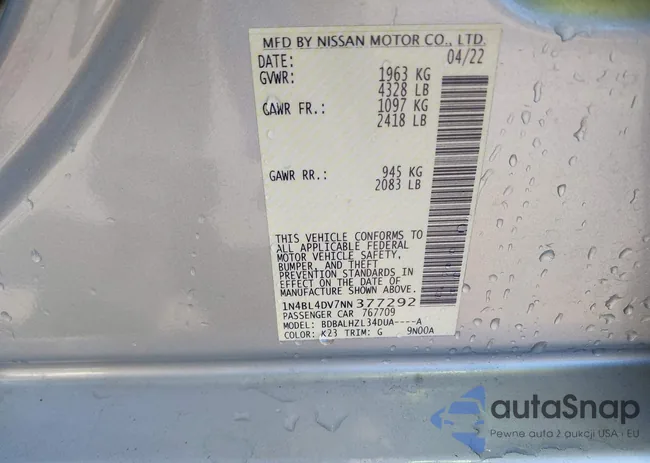 MFD BY NISSAN MOTOR CO., LTD.
DATE: 04/22
GVWR: 1963 KG
4328 LB
GAWR FR.: 1097 KG
2418 LB
GAWR RR.: 945 KG
2083 LB
THIS VEHICLE CONFORMS TO
ALL APPLICABLE FEDERAL
MOTOR VEHICLE SAFETY,
BUMPER, AND THEFT
PREVENTION STANDARDS IN
EFFECT ON THE DATE OF
MANUFACTURE SHOWN ABOVE.
1N4BL4DV7NN377292
PASSENGER CAR 767709
MODEL: BDBALHZL34DUA----A
COLOR: K23 TRIM: G 9N00A
autaSnap
Pewne auta z aukcji USA - EU